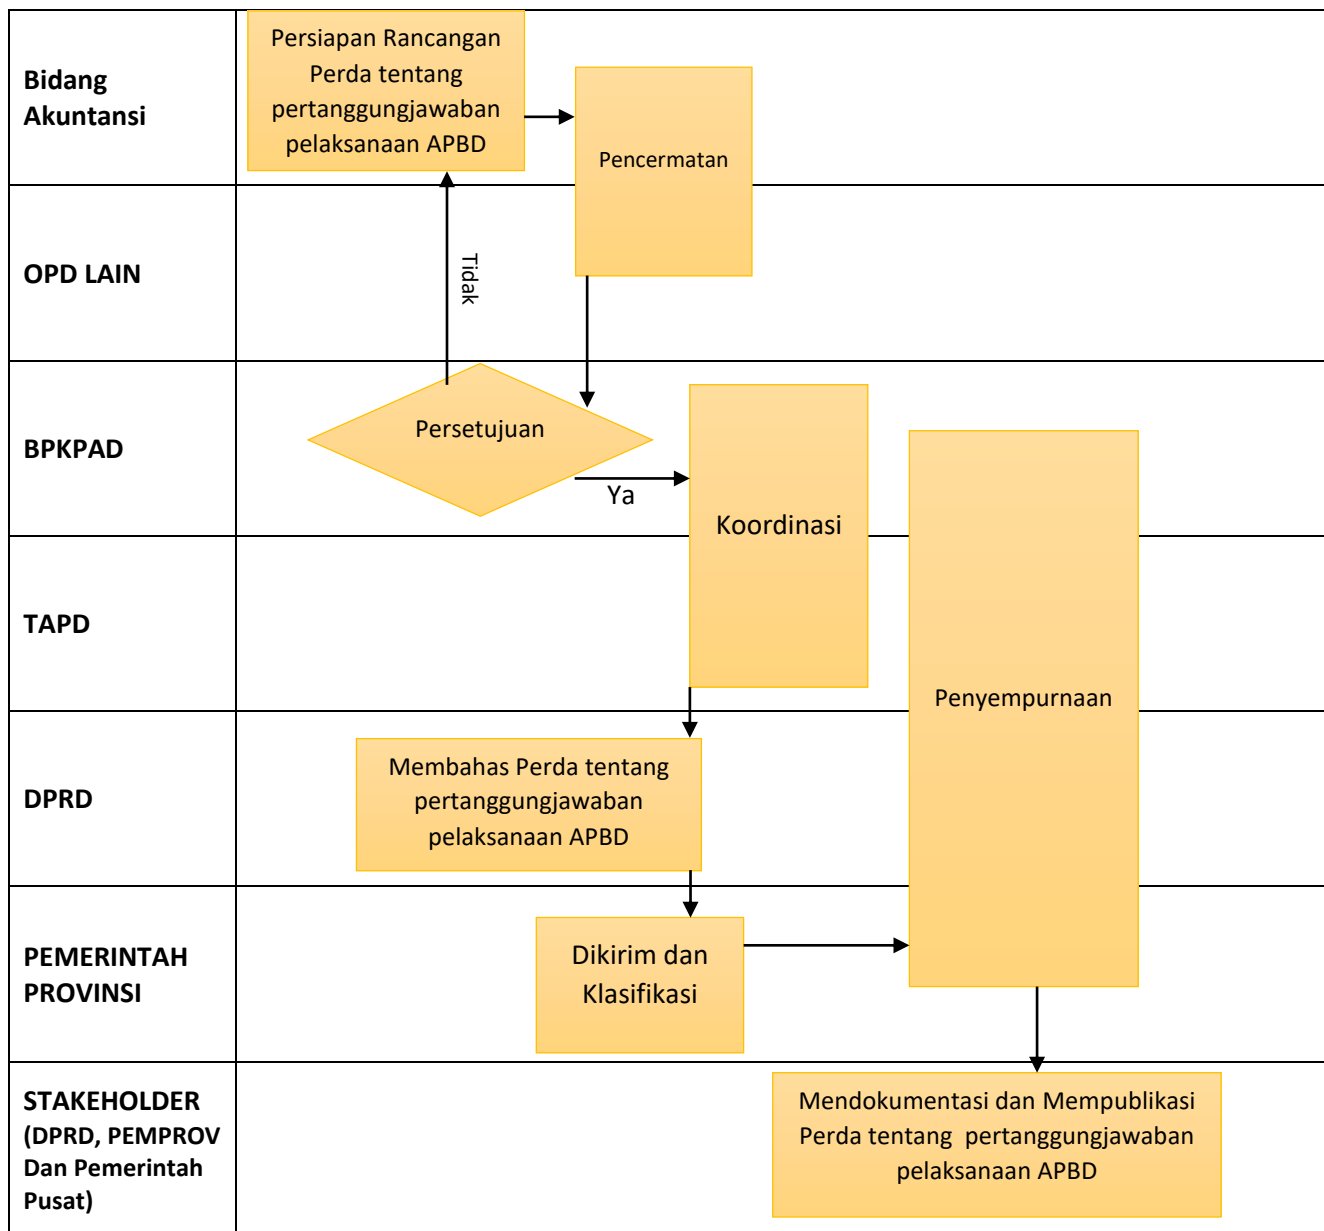 Bidang
Akuntansi
Persiapan Rancangan
Perda tentang
pertanggungjawaban
pelaksanaan APBD
Pencermatan
OPD LAIN
Tidak
BPKPAD
Persetujuan
Ya
Koordinasi
TAPD
Penyempurnaan
DPRD
Membahas Perda tentang
pertanggungjawaban
pelaksanaan APBD
PEMERINTAH
PROVINSI
Dikirim dan
Klasifikasi
STAKEHOLDER
(DPRD, PEMPROV
Dan Pemerintah
Pusat)
Mendokumentasi dan Mempublikasi
Perda tentang  pertanggungjawaban
pelaksanaan APBD